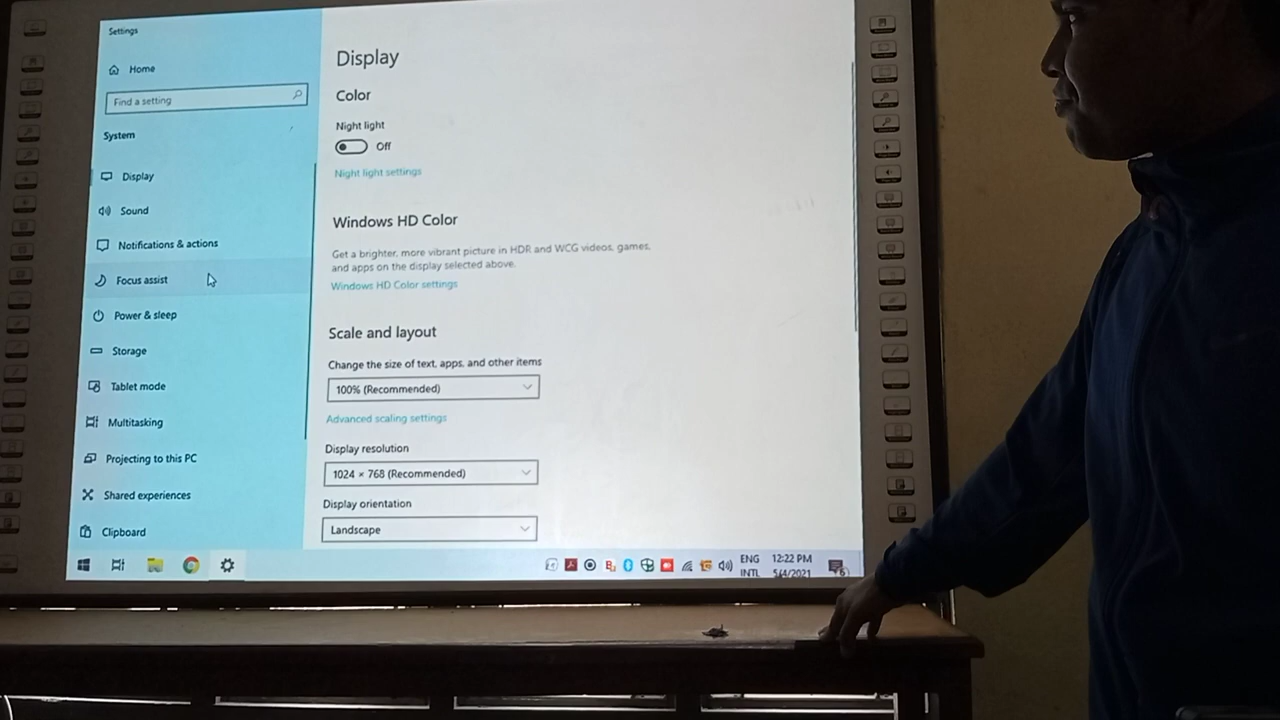 Settings
Home
Find a setting
System
Display
Sound
Notifications & actions
Focus assist
Power & sleep
Storage
Tablet mode
Multitasking
Projecting to this PC
Shared experiences
Clipboard
Display
Color
Night light
Off
Night light settings
Windows HD Color
Get a brighter, more vibrant picture in HDR and WCG videos, games,
and apps on the display selected above.
Windows HD Color settings
Scale and layout
Change the size of text, apps, and other items
100% (Recommended)
Advanced scaling settings
Display resolution
1024 × 768 (Recommended)
Display orientation
Landscape
ENG
INTL
12:22 PM
5/4/2021
6